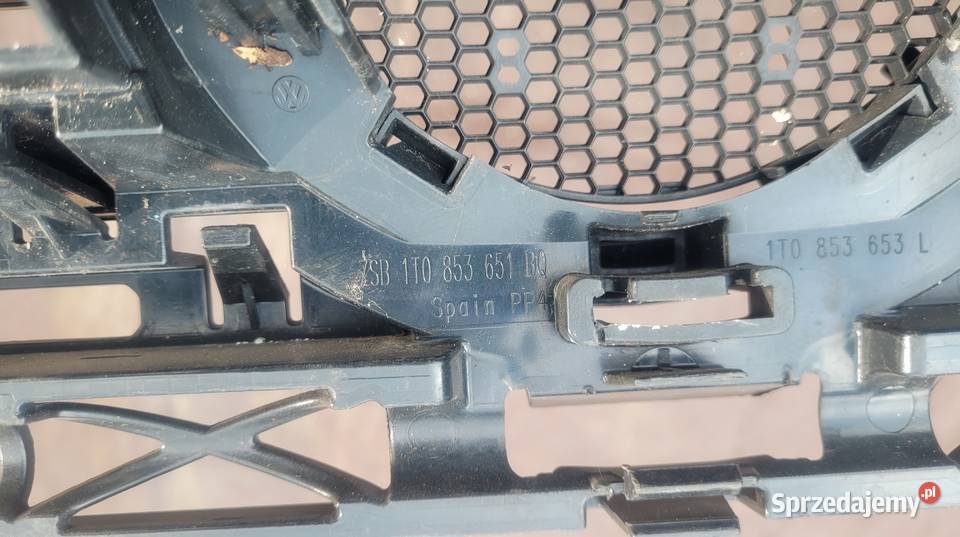 ZSB 1T0 853 651 BQ
Spain
1T0 853 653 L
Sprzedajemy.pl